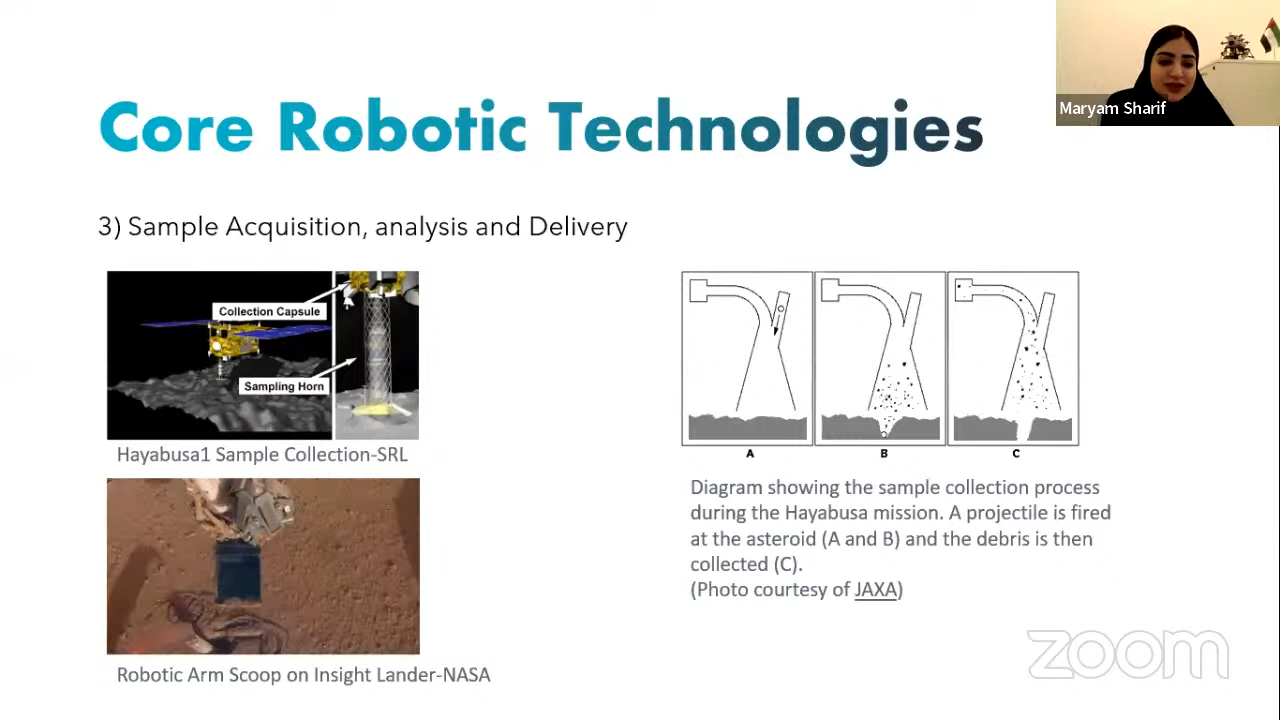 Maryam Sharif
Core Robotic Technologies
3) Sample Acquisition, analysis and Delivery
Collection Capsule
Sampling Horn
Hayabusa1 Sample Collection-SRL
Robotic Arm Scoop on Insight Lander-NASA
A
B
C
Diagram showing the sample collection process
during the Hayabusa mission. A projectile is fired
at the asteroid (A and B) and the debris is then
collected (C).
(Photo courtesy of JAXA)
zoom